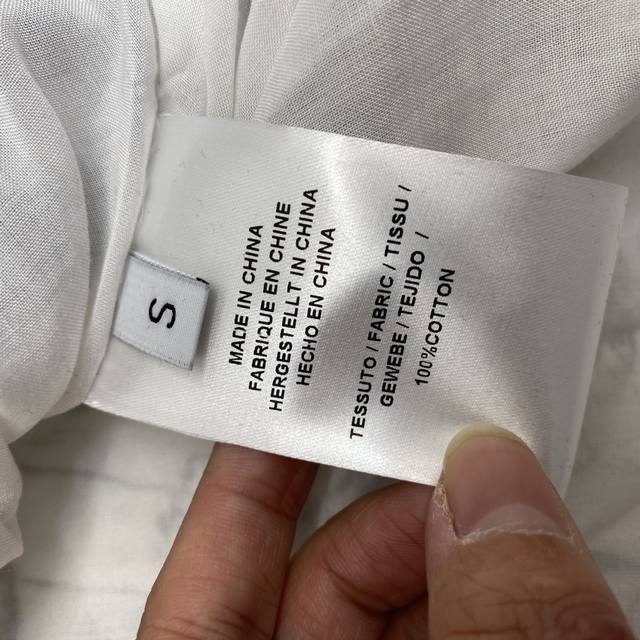 S
MADE IN CHINA
FABRIQUE EN CHINE
HERGESTELLT IN CHINA
HECHO EN CHINA
TESSUTO / FABRIC / TISSU /
GEWEBE / TEJIDO /
100%COTTON